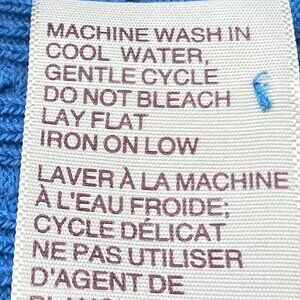 MACHINE WASH IN
COOL WATER,
GENTLE CYCLE
DO NOT BLEACH
LAY FLAT
IRON ON LOW
LAVER À LA MACHINE
À L'EAU FROIDE;
CYCLE DÉLICAT
NE PAS UTILISER
D'AGENT DE